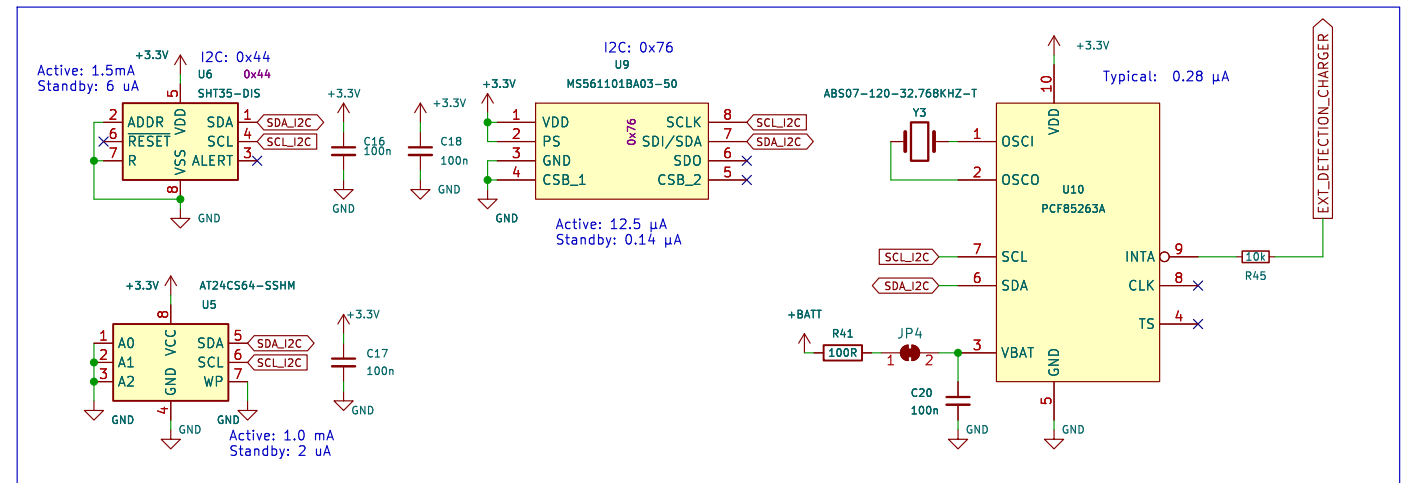 +3.3V
I2C: 0x44
Active: 1.5mA
Standby: 6 uA
U6
0x44
SHT35-DIS
5
VDD
2
ADDR
SDA
1
SDA_I2C
6
RESET
SCL
4
SCL_I2C
7
R
VSS
ALERT
3
8
GND
+3.3V
C16
100n
GND
+3.3V
C18
100n
GND
I2C: 0x76
U9
MS561101BA03-50
+3.3V
1
VDD
SCLK
8
SCL_I2C
2
PS
0x76
SDI/SDA
7
SDA_I2C
3
GND
SDO
6
4
CSB_1
CSB_2
5
GND
Active: 12.5 µA
Standby: 0.14 µA
+3.3V
Typical:  0.28 µA
ABS07-120-32.768KHZ-T
Y3
10
VDD
1
OSCI
2
OSCO
U10
PCF85263A
SCL_I2C
7
SCL
SDA_I2C
6
SDA
INTA
9
10k
R45
EXT_DETECTION_CHARGER
CLK
8
TS
4
+BATT
R41
100R
JP4
1
2
3
VBAT
GND
5
C20
100n
GND
GND
+3.3V
AT24CS64-SSHM
U5
8
VCC
1
A0
SDA
5
SDA_I2C
2
A1
SCL
6
SCL_I2C
3
A2
GND
WP
7
4
GND
GND
GND
Active: 1.0 mA
Standby: 2 uA
+3.3V
C17
100n
GND